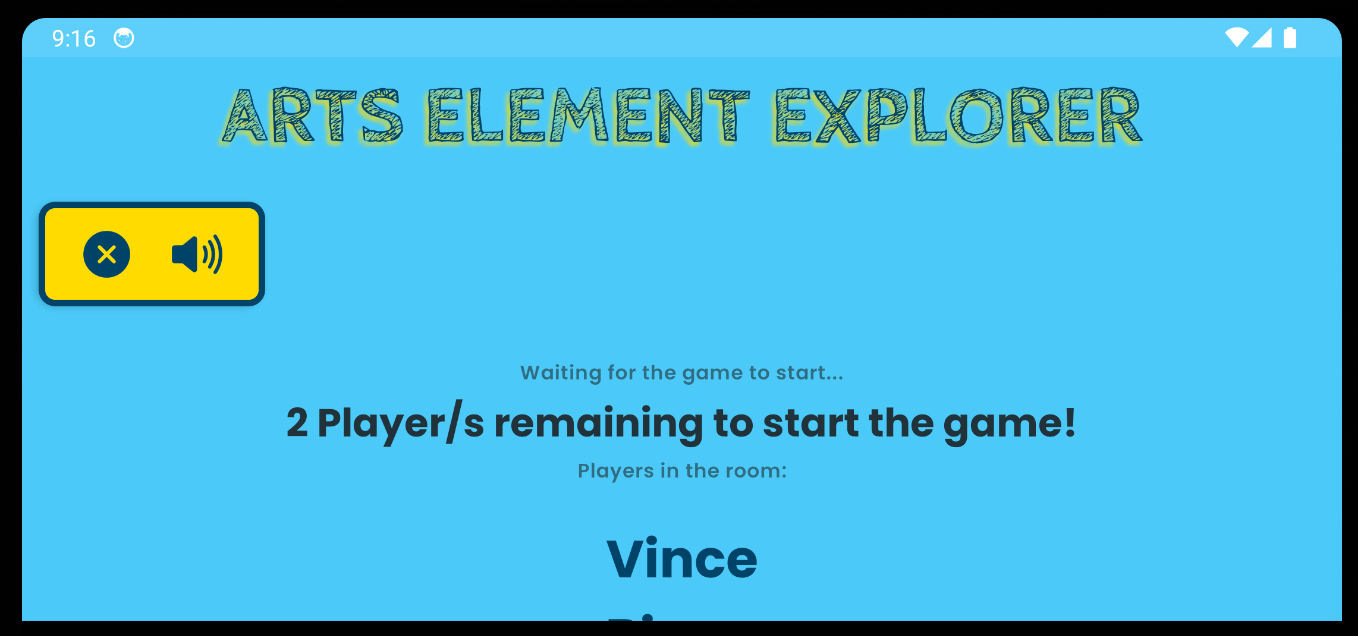 9:16
ARTS ELEMENT EXPLORER
Waiting for the game to start...
2 Player/s remaining to start the game!
Players in the room:
Vince